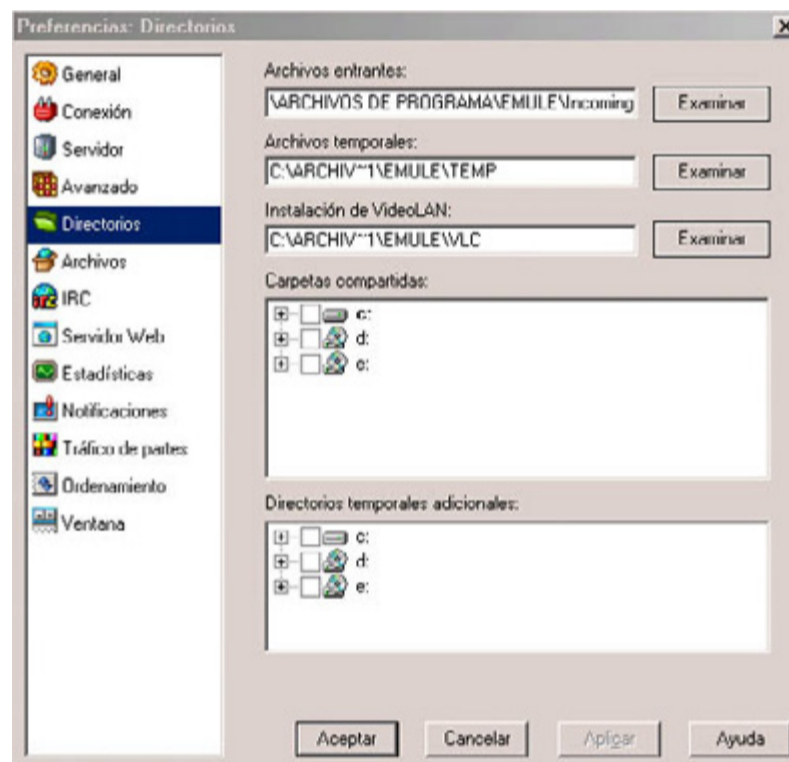 Preferencias: Directorios
General
Conexión
Servidor
Avanzado
Directorios
Archivos
IRC
Servidor Web
Estadísticas
Notificaciones
Tráfico de partes
Ordenamiento
Ventana
Archivos entrantes:
\ARCHIVOS DE PROGRAMA\EMULE\Incoming
Examinar
Archivos temporales:
C:\ARCHIV~1\EMULE\TEMP
Examinar
Instalación de VideoLAN:
C:\ARCHIV~1\EMULE\VLC
Examinar
Carpetas compartidas:
c:
d:
e:
Directorios temporales adicionales:
c:
d:
e:
Aceptar
Cancelar
Aplicar
Ayuda